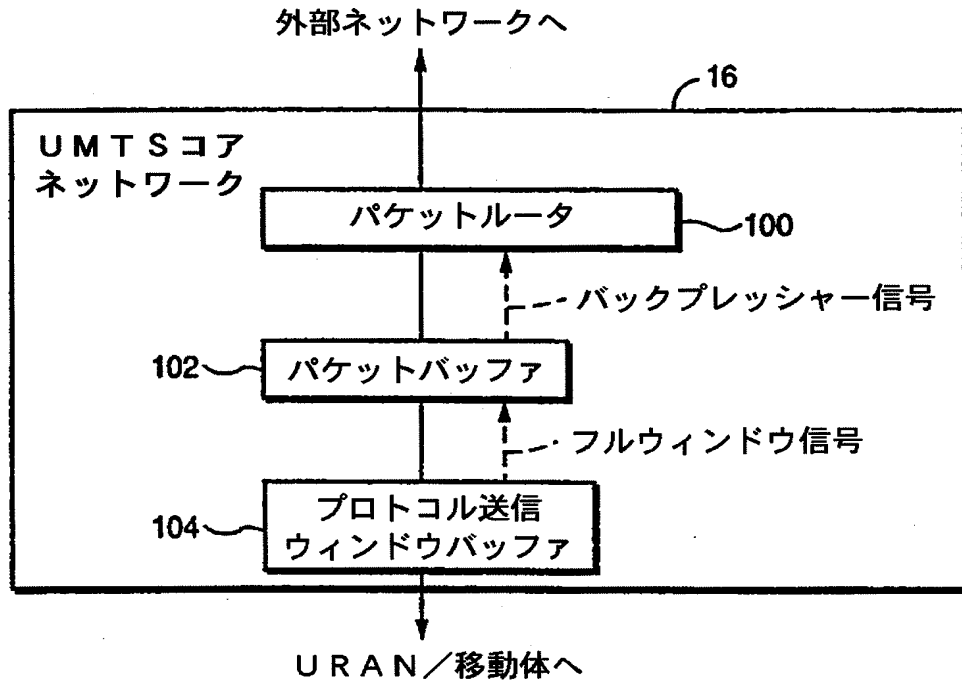 外部ネットワークへ
16
UMTSコア
ネットワーク
パケットルータ
100
バックプレッシャー信号
102
パケットバッファ
フルウィンドウ信号
104
プロトコル送信
ウィンドウバッファ
URAN/移動体へ